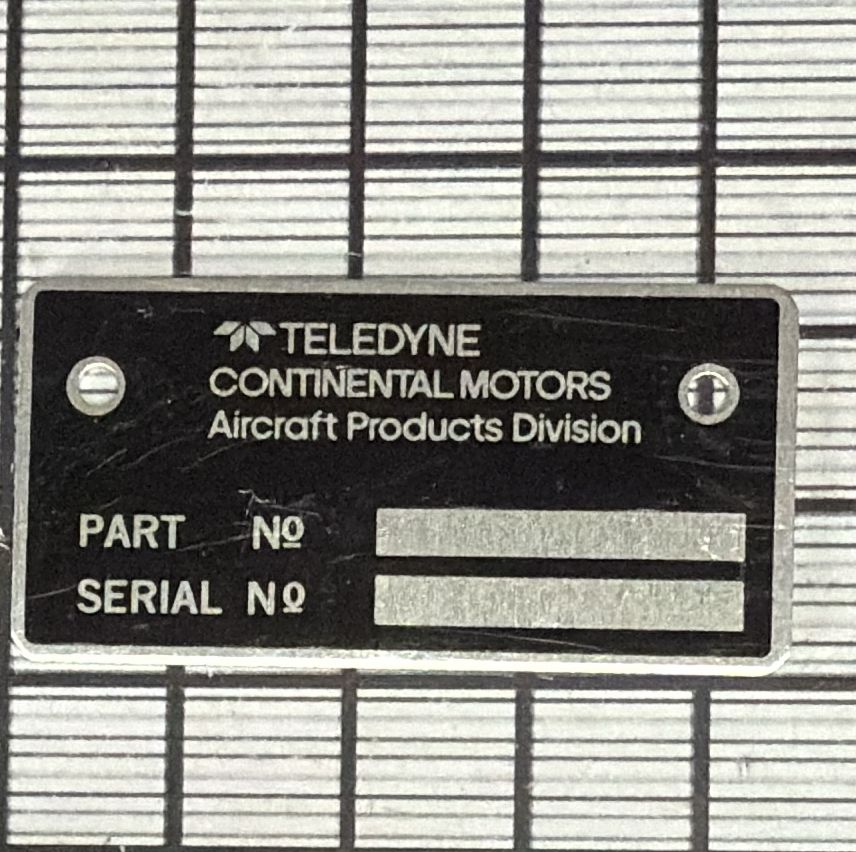 TELEDYNE
CONTINENTAL MOTORS
Aircraft Products Division
PART Nº
SERIAL Nº